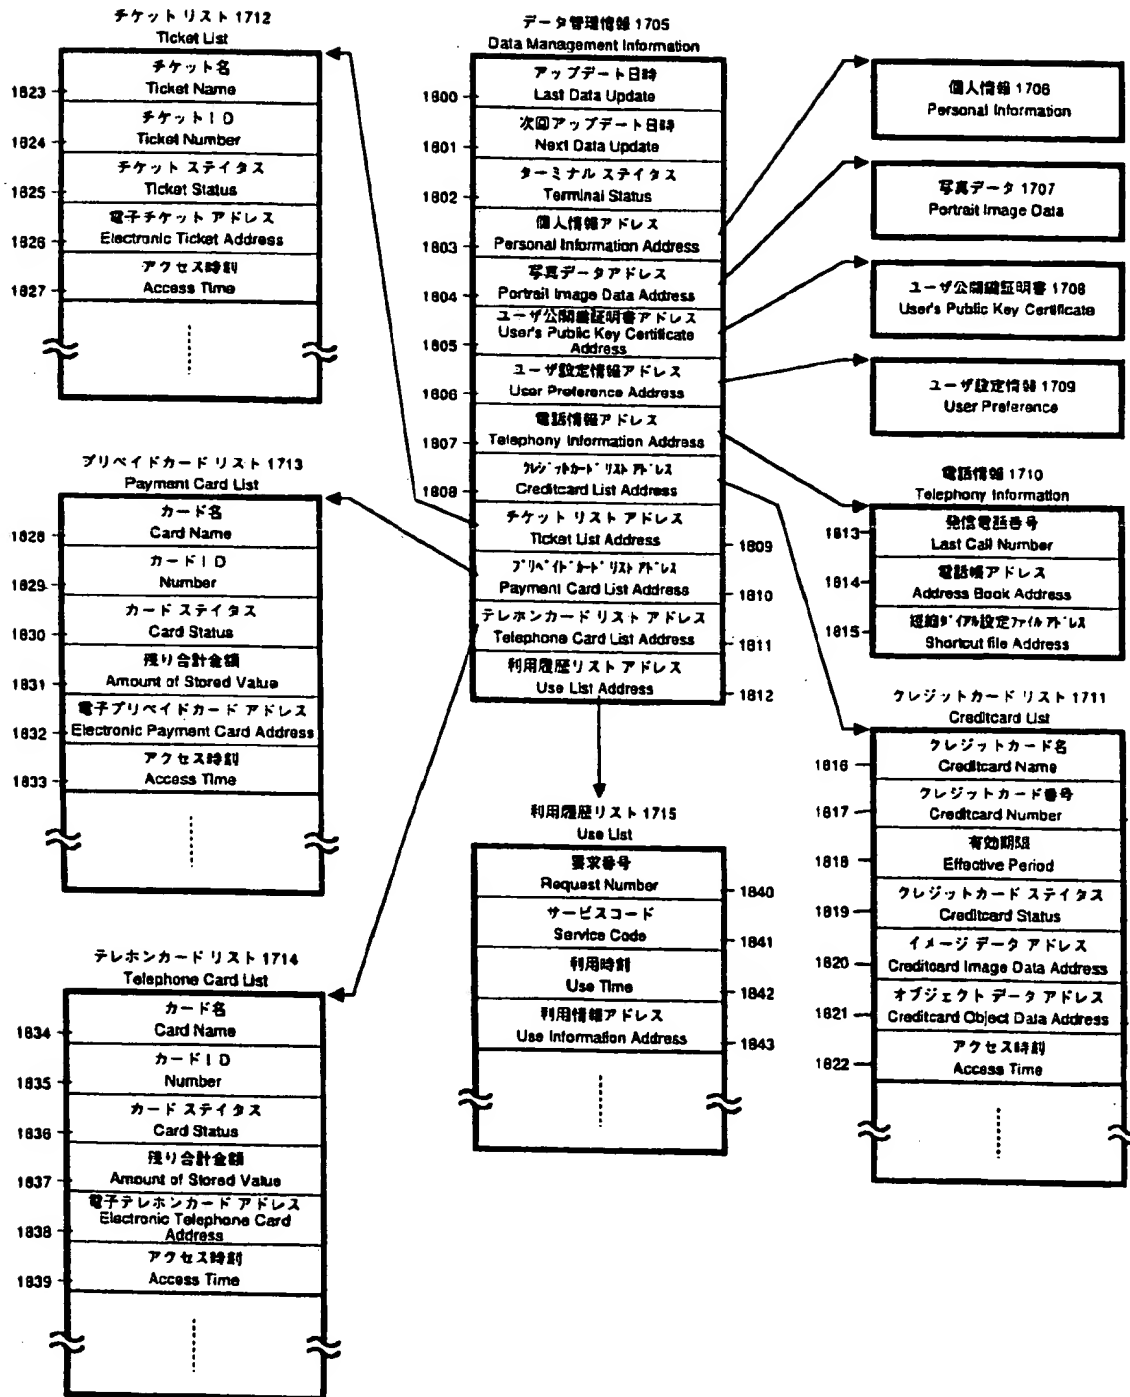 チケット リスト 1712
Ticket List
チケット名
Ticket Name
1823
チケットID
Ticket Number
1824
チケット ステイタス
Ticket Status
1825
電子チケット アドレス
Electronic Ticket Address
1826
アクセス時刻
Access Time
1827
プリペイドカード リスト 1713
Payment Card List
カード名
Card Name
1828
カードID
Number
1829
カード ステイタス
Card Status
1830
残り合計金額
Amount of Stored Value
1831
電子プリペイドカード アドレス
Electronic Payment Card Address
1832
アクセス時刻
Access Time
1833
テレホンカード リスト 1714
Telephone Card List
カード名
Card Name
1834
カードID
Number
1835
カード ステイタス
Card Status
1836
残り合計金額
Amount of Stored Value
1837
電子テレホンカード アドレス
Electronic Telephone Card
Address
1838
アクセス時刻
Access Time
1839
データ管理情報 1705
Data Management Information
アップデート日時
Last Data Update
1800
次回アップデート日時
Next Data Update
1801
ターミナル ステイタス
Terminal Status
1802
個人情報アドレス
Personal Information Address
1803
写真データアドレス
Portrait Image Data Address
1804
ユーザ公開鍵証明書アドレス
User's Public Key Certificate
Address
1805
ユーザ設定情報アドレス
User Preference Address
1806
電話情報アドレス
Telephony Information Address
1807
クレジットカード リスト アドレス
Creditcard List Address
1808
チケット リスト アドレス
Ticket List Address
1809
プリペイドカード リスト アドレス
Payment Card List Address
1810
テレホンカード リスト アドレス
Telephone Card List Address
1811
利用履歴リスト アドレス
Use List Address
1812
利用履歴リスト 1715
Use List
要求番号
Request Number
1840
サービスコード
Service Code
1841
利用時刻
Use Time
1842
利用情報アドレス
Use Information Address
1843
個人情報 1706
Personal Information
写真データ 1707
Portrait Image Data
ユーザ公開鍵証明書 1708
User's Public Key Certificate
ユーザ設定情報 1709
User Preference
電話情報 1710
Telephony Information
発信電話番号
Last Call Number
1813
電話帳アドレス
Address Book Address
1814
短縮ダイアル設定ファイル アドレス
Shortcut file Address
1815
クレジットカード リスト 1711
Creditcard List
クレジットカード名
Creditcard Name
1816
クレジットカード番号
Creditcard Number
1817
有効期限
Effective Period
1818
クレジットカード ステイタス
Creditcard Status
1819
イメージ データ アドレス
Creditcard Image Data Address
1820
オブジェクト データ アドレス
Creditcard Object Data Address
1821
アクセス時刻
Access Time
1822